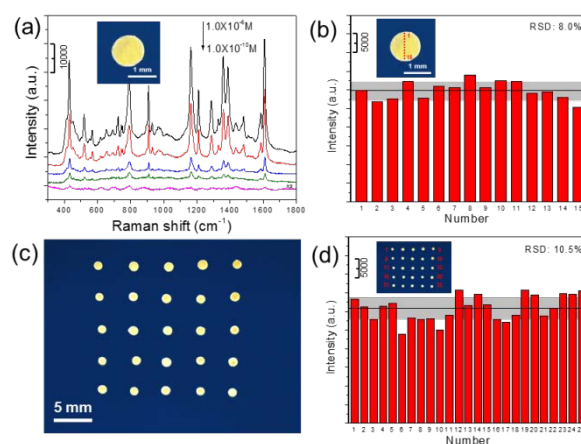 (a)
10000
1.0X10⁻⁶M
1.0X10⁻¹⁰M
1 mm
Intensity (a.u.)
400 600 800 1000 1200 1400 1600 1800
Raman shift (cm⁻¹)
(b)
5000
1 mm
RSD: 8.0%
Intensity (a.u.)
1 2 3 4 5 6 7 8 9 10 11 12 13 14 15
Number
(c)
5 mm
(d)
5000
RSD: 10.5%
Intensity (a.u.)
1 2 3 4 5 6 7 8 9 10 11 12 13 14 15 16 17 18 19 20 21 22 23 24
Number